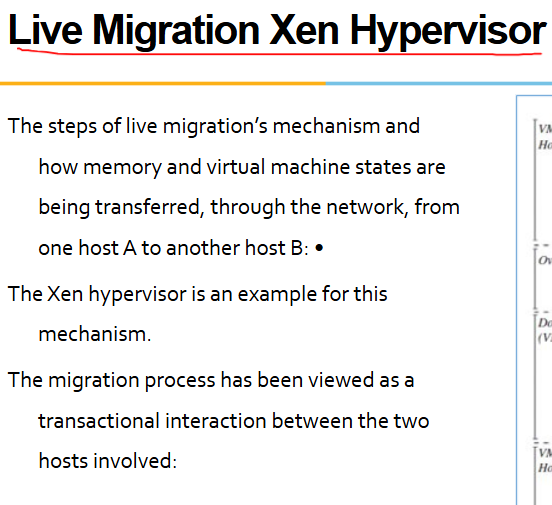 Live Migration Xen Hypervisor
The steps of live migration’s mechanism and
how memory and virtual machine states are
being transferred, through the network, from
one host A to another host B: •
The Xen hypervisor is an example for this
mechanism.
The migration process has been viewed as a
transactional interaction between the two
hosts involved: